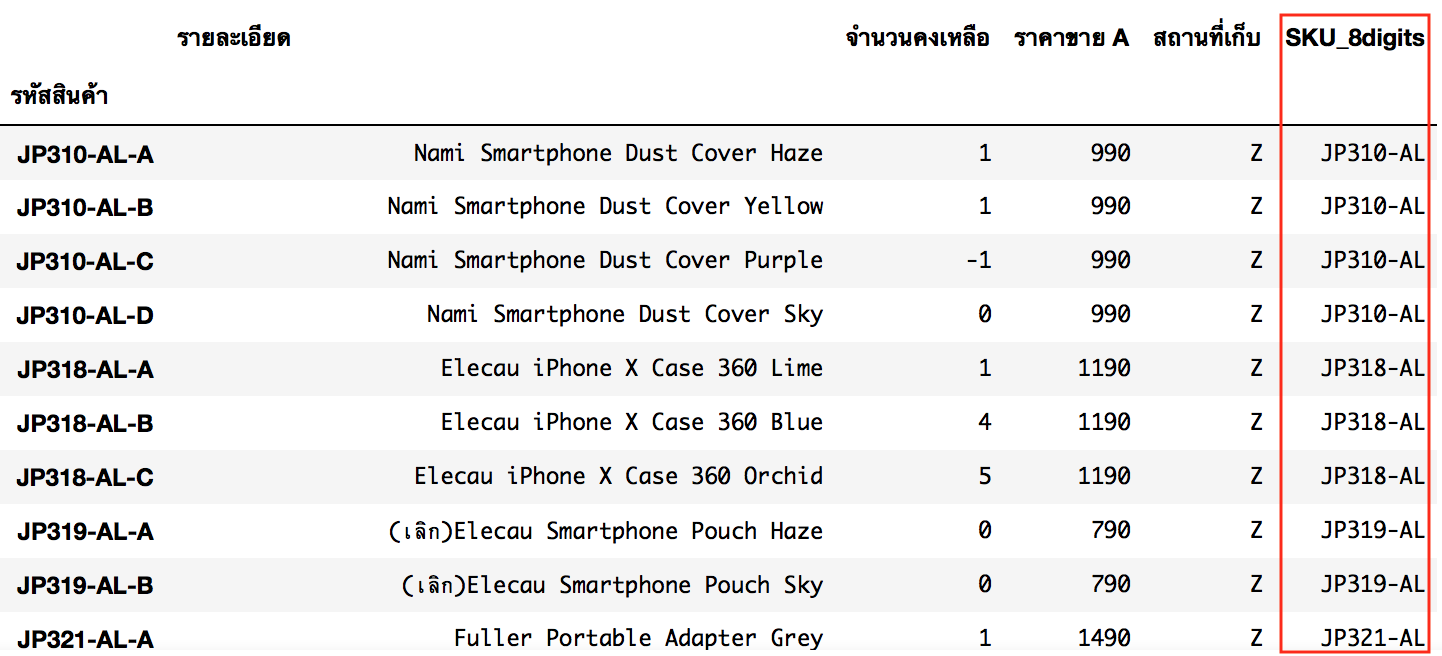 รายละเอียด จำนวนคงเหลือ ราคาขาย A สถานที่เก็บ SKU_8digits
รหัสสินค้า
JP310-AL-A Nami Smartphone Dust Cover Haze 1 990 Z JP310-AL
JP310-AL-B Nami Smartphone Dust Cover Yellow 1 990 Z JP310-AL
JP310-AL-C Nami Smartphone Dust Cover Purple -1 990 Z JP310-AL
JP310-AL-D Nami Smartphone Dust Cover Sky 0 990 Z JP310-AL
JP318-AL-A Elecau iPhone X Case 360 Lime 1 1190 Z JP318-AL
JP318-AL-B Elecau iPhone X Case 360 Blue 4 1190 Z JP318-AL
JP318-AL-C Elecau iPhone X Case 360 Orchid 5 1190 Z JP318-AL
JP319-AL-A (เลิก)Elecau Smartphone Pouch Haze 0 790 Z JP319-AL
JP319-AL-B (เลิก)Elecau Smartphone Pouch Sky 0 790 Z JP319-AL
JP321-AL-A Fuller Portable Adapter Grey 1 1490 Z JP321-AL